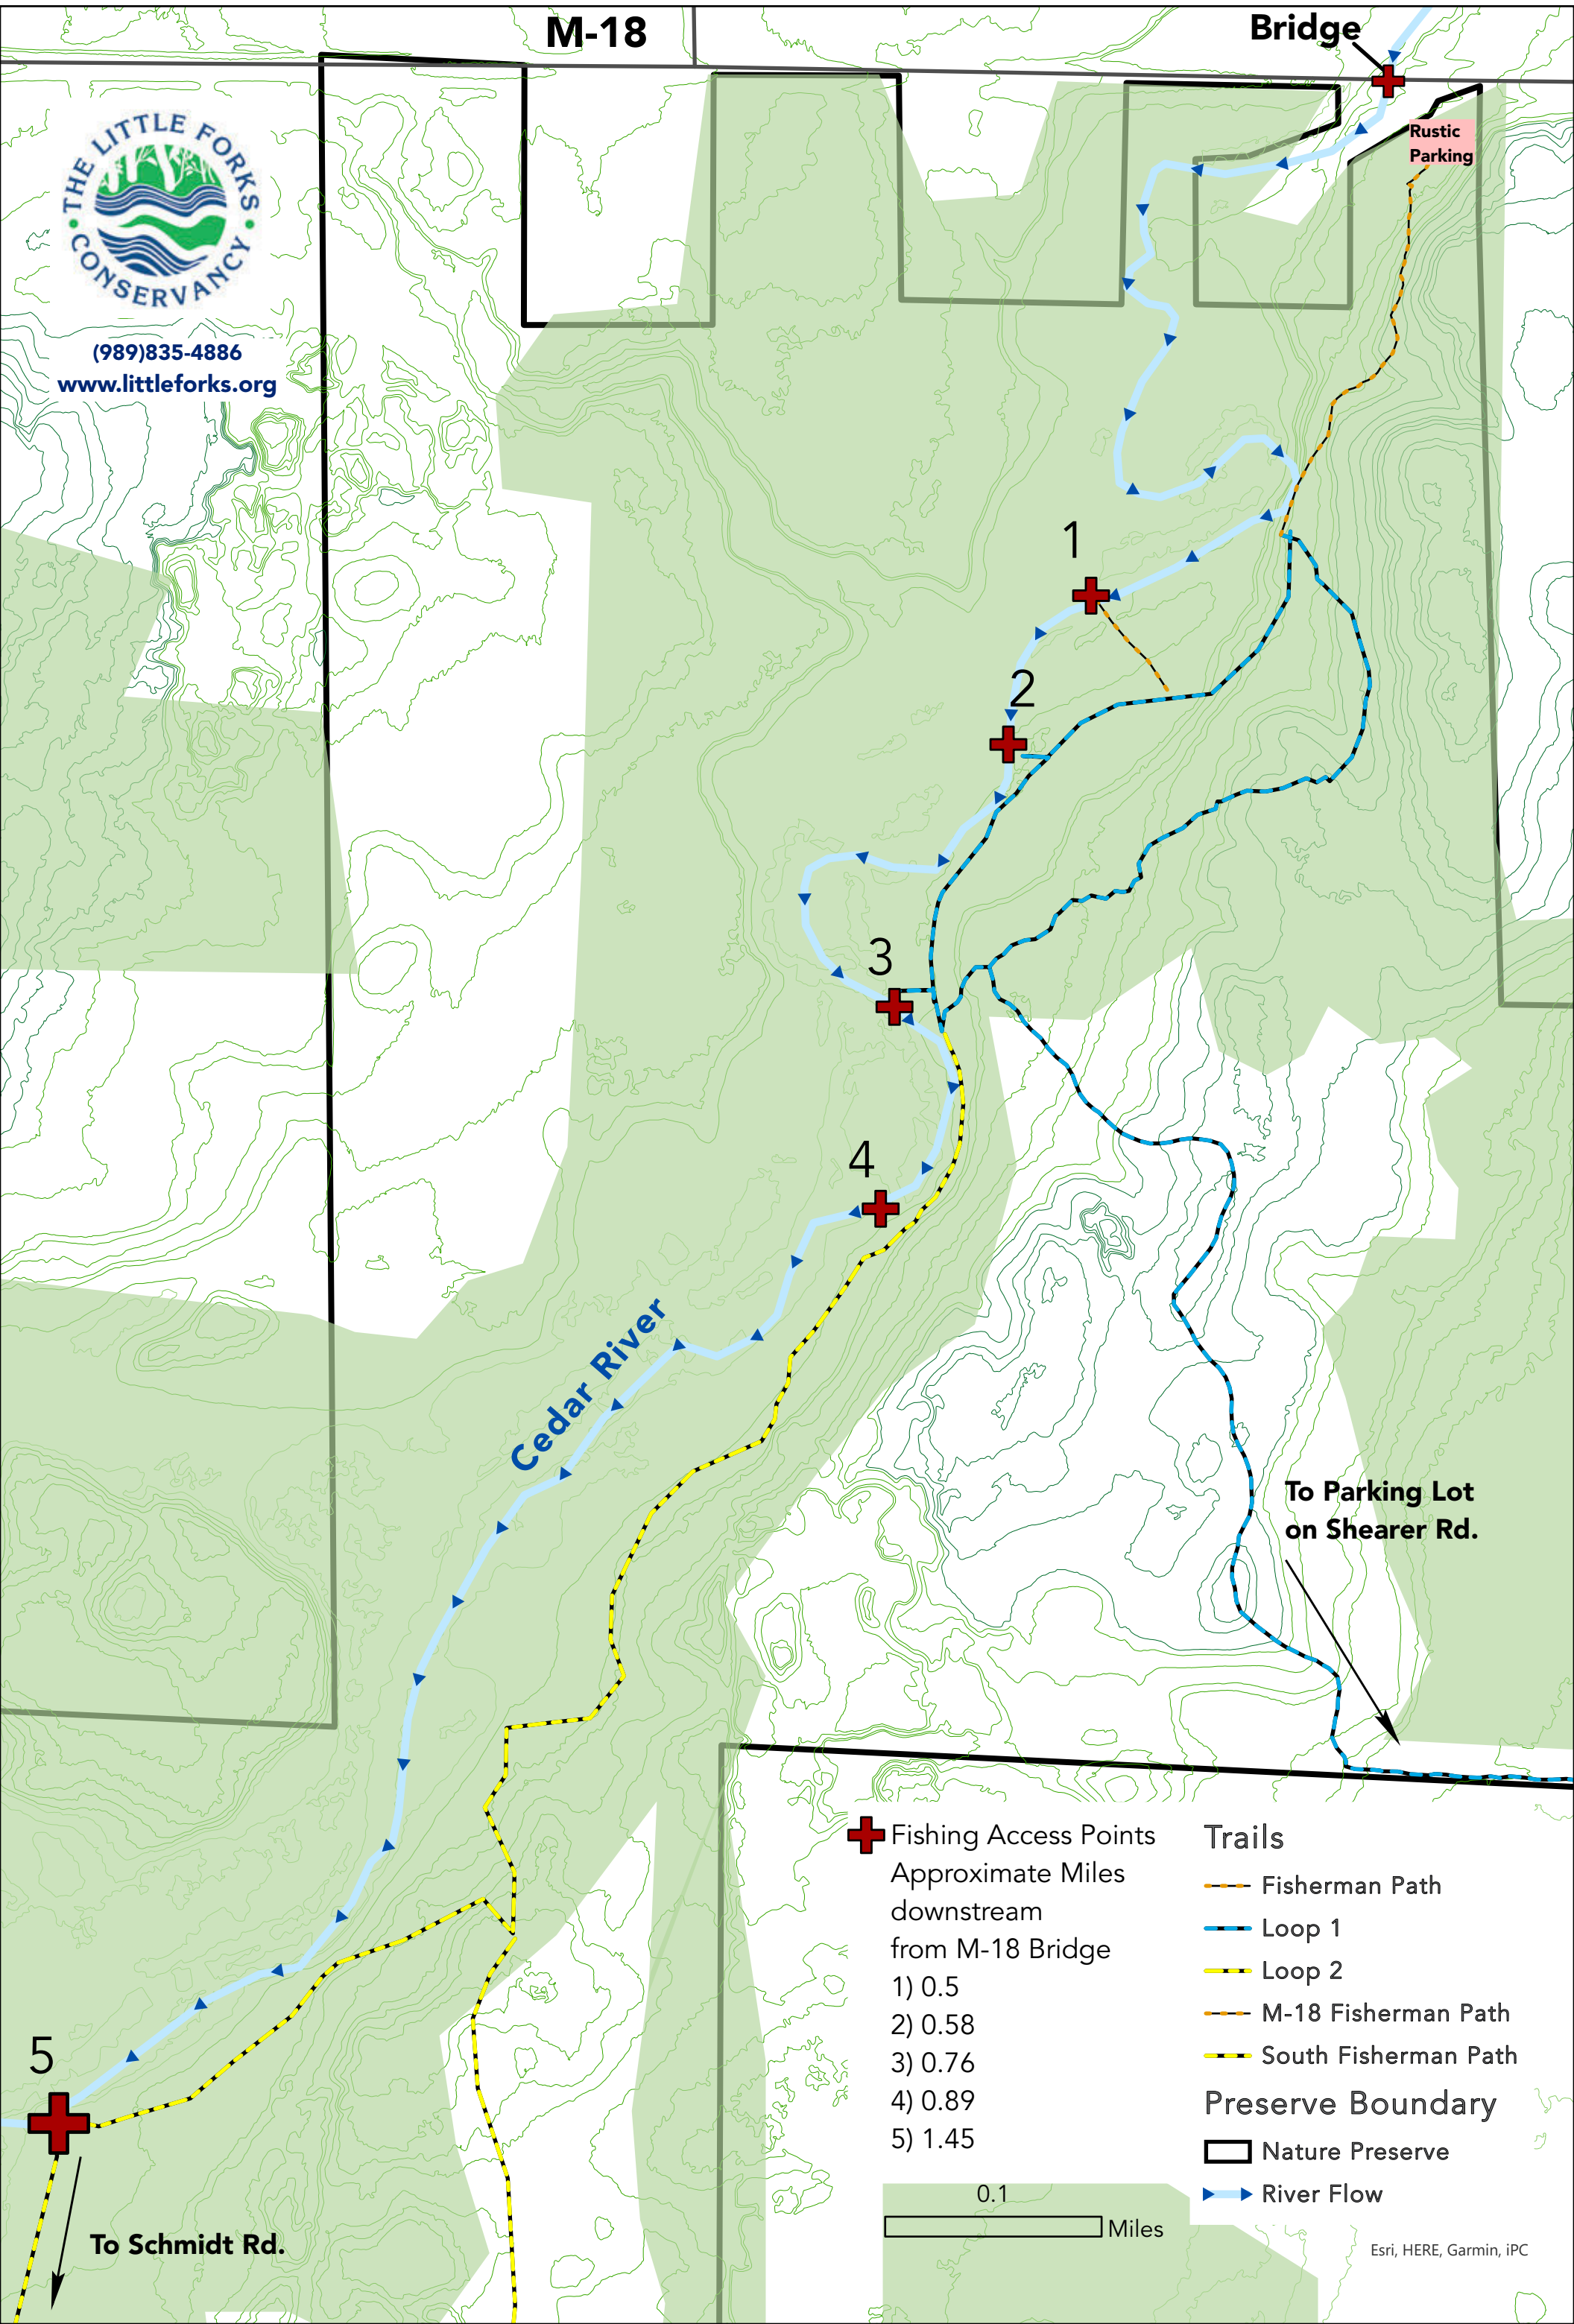 M-18
Bridge
THE LITTLE FORKS
CONSERVANCY
(989)835-4886
www.littleforks.org
Rustic
Parking
1
2
3
4
Cedar River
To Parking Lot
on Shearer Rd.
5
To Schmidt Rd.
Fishing Access Points
Approximate Miles
downstream
from M-18 Bridge
1) 0.5
2) 0.58
3) 0.76
4) 0.89
5) 1.45
0.1
Miles
Trails
Fisherman Path
Loop 1
Loop 2
M-18 Fisherman Path
South Fisherman Path
Preserve Boundary
Nature Preserve
River Flow
Esri, HERE, Garmin, iPC